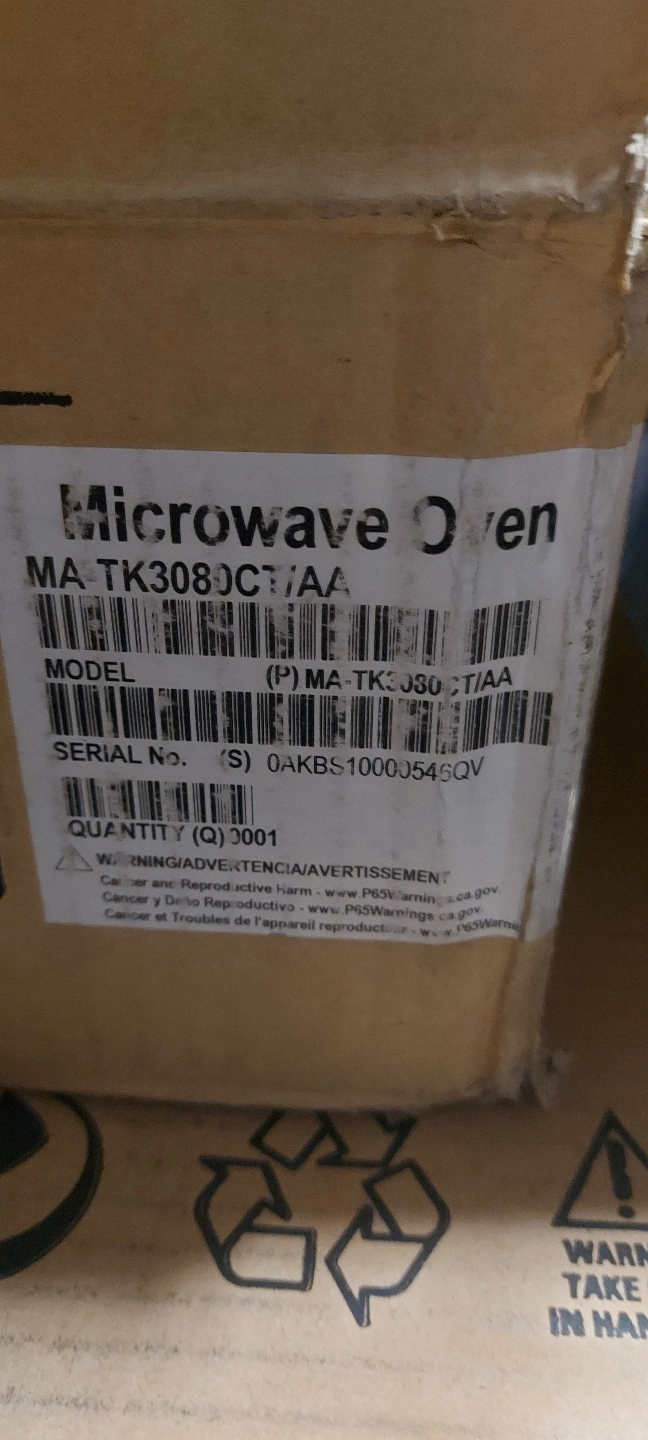 Microwave Oven
MA-TK3080CT/AA
MODEL (P) MA-TK3080CT/AA
SERIAL No. (S) 0AKBS10000546QV
QUANTITY (Q) 0001
WARNING/ADVERTENCIA/AVERTISSEMENT
Cancer and Reproductive Harm - www.P65Warnings.ca.gov.
Cancer y Daño Reproductivo - www.P65Warnings.ca.gov.
Cancer et Troubles de l'appareil reproducteur - www.P65Warne
WARN
TAKE
IN HAN